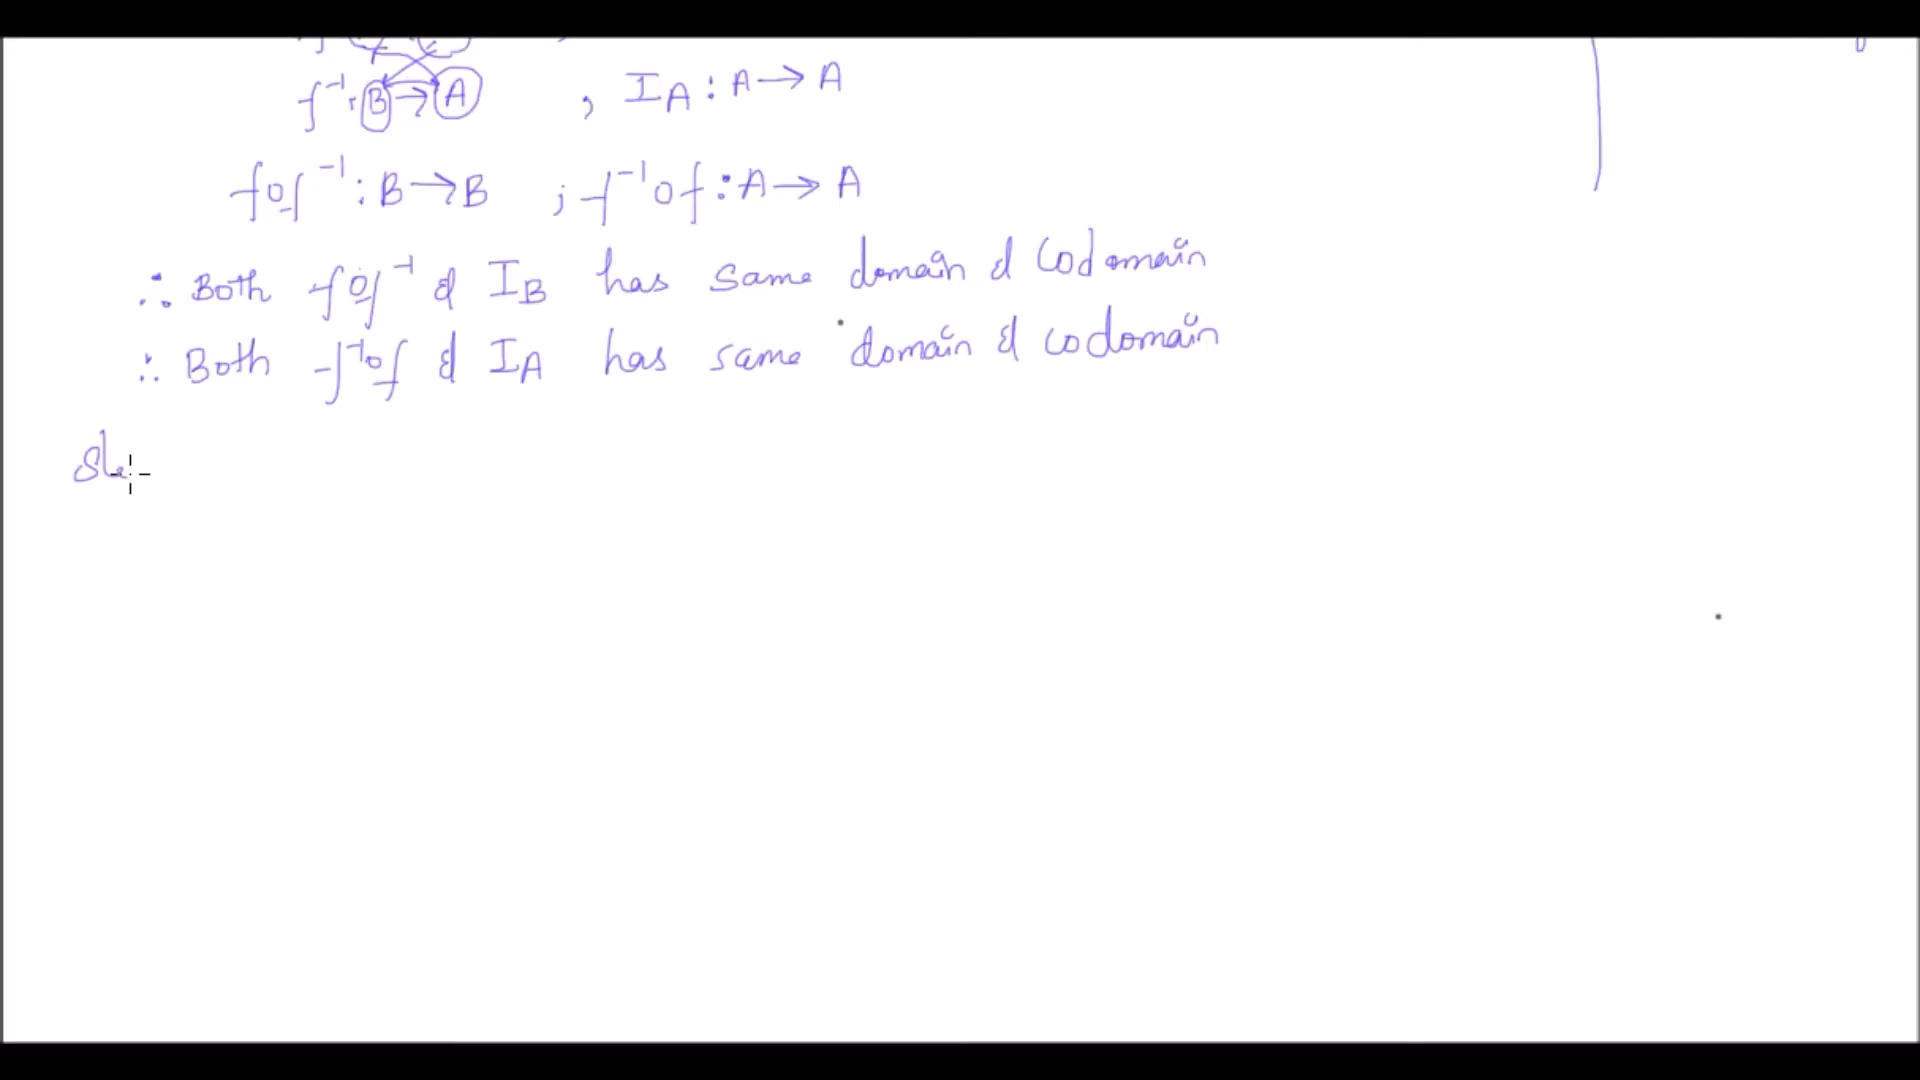 f⁻¹: B → A , I_A : A → A
fof⁻¹ : B → B ; f⁻¹of : A → A
∴ Both fof⁻¹ & I_B has same domain & codomain
∴ Both f⁻¹of & I_A has same domain & codomain